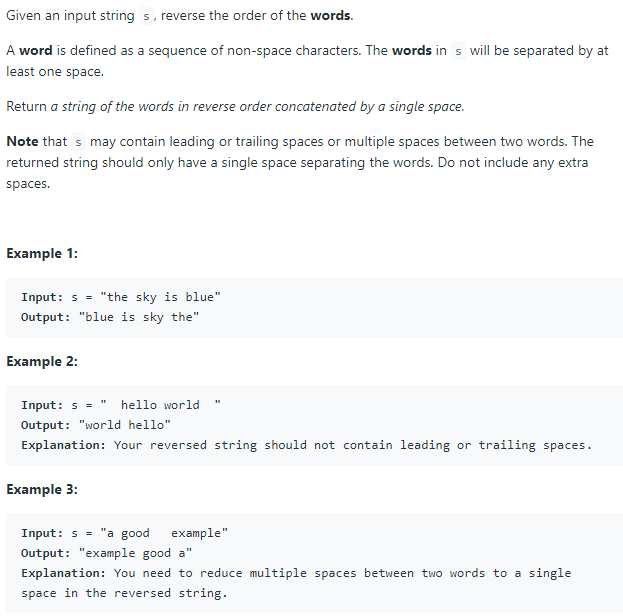 Given an input string s, reverse the order of the words.
A word is defined as a sequence of non-space characters. The words in s will be separated by at
least one space.
Return a string of the words in reverse order concatenated by a single space.
Note that s may contain leading or trailing spaces or multiple spaces between two words. The
returned string should only have a single space separating the words. Do not include any extra
spaces.
Example 1:
Input: s = "the sky is blue"
Output: "blue is sky the"
Example 2:
Input: s = "  hello world  "
Output: "world hello"
Explanation: Your reversed string should not contain leading or trailing spaces.
Example 3:
Input: s = "a good   example"
Output: "example good a"
Explanation: You need to reduce multiple spaces between two words to a single
space in the reversed string.